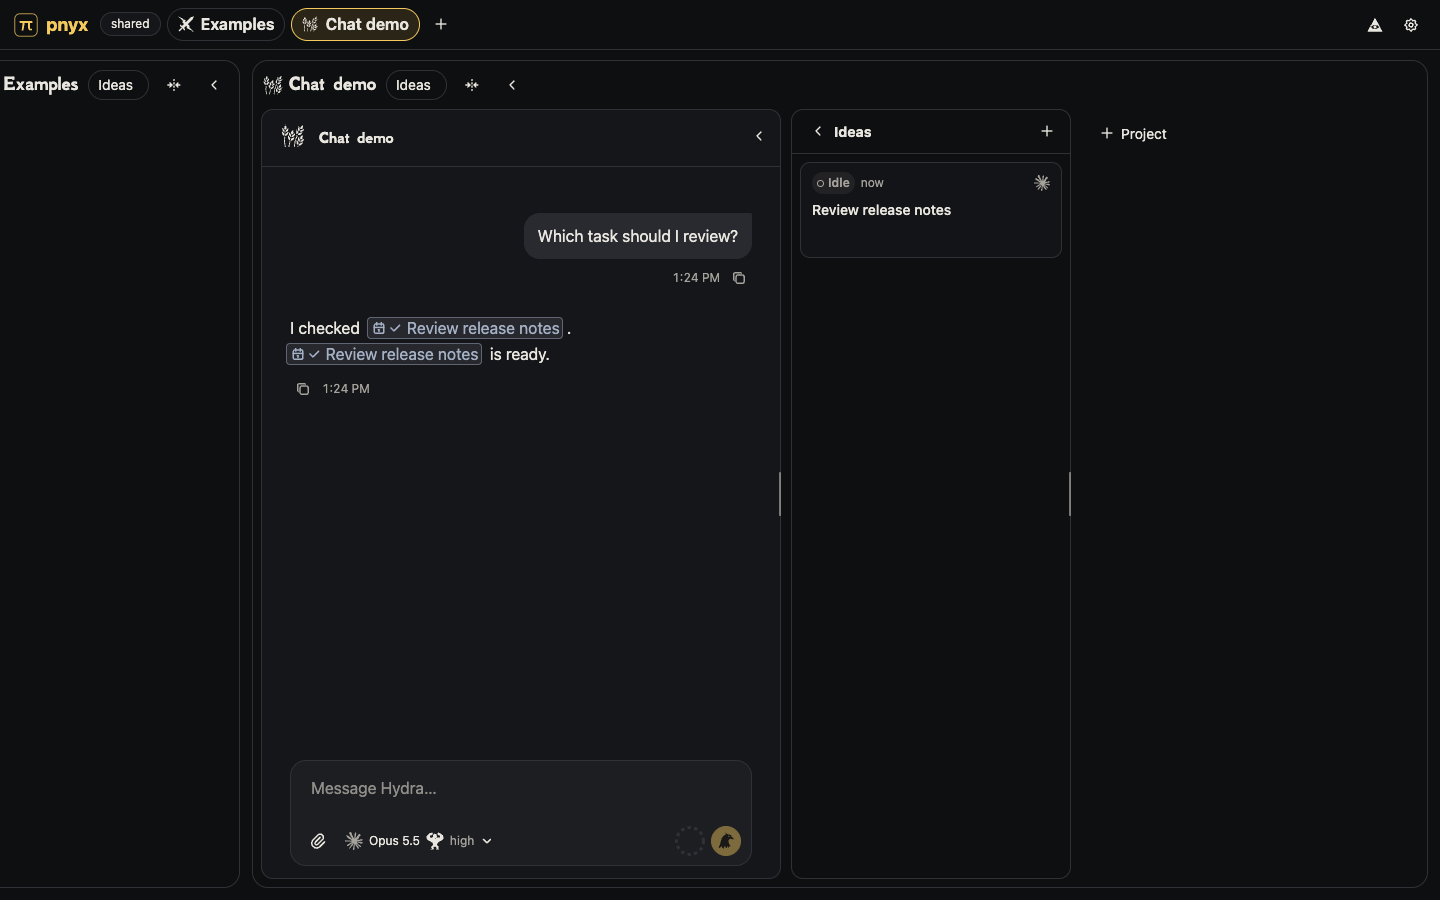 π pnyx shared Examples Chat demo
Examples Ideas
Chat demo Ideas
Chat demo
Which task should I review?
1:24 PM
I checked Review release notes .
Review release notes is ready.
1:24 PM
Message Hydra...
Opus 5.5 high
Ideas
Idle now
Review release notes
Project